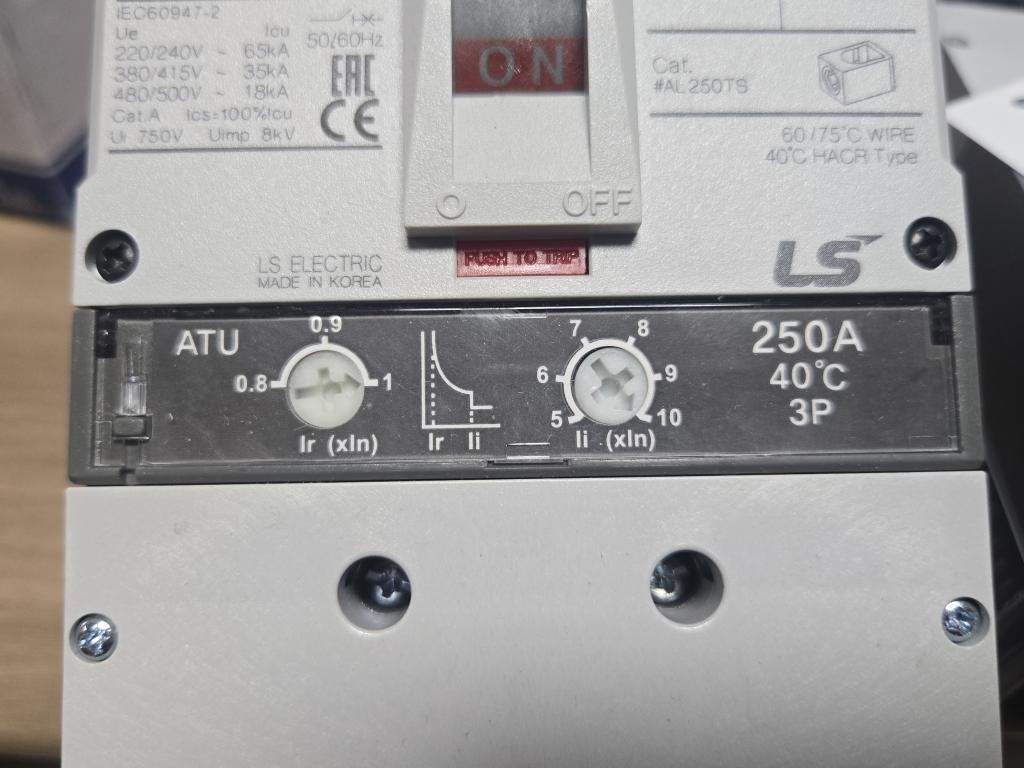 IEC60947-2
Ue Icu
220/240V ~ 65kA
380/415V ~ 35kA
480/500V ~ 18kA
Cat.A Ics=100%Icu
Ui 750V Uimp 8kV
50/60Hz
EAC
CE
ON
O OFF
PUSH TO TRIP
Cat.
#AL250TS
60/75°C WIRE
40°C HACR Type
LS ELECTRIC
MADE IN KOREA
LS
ATU
0.8 0.9 1
Ir (xIn)
Ir Ii
5 6 7 8 9 10
Ii (xIn)
250A
40°C
3P